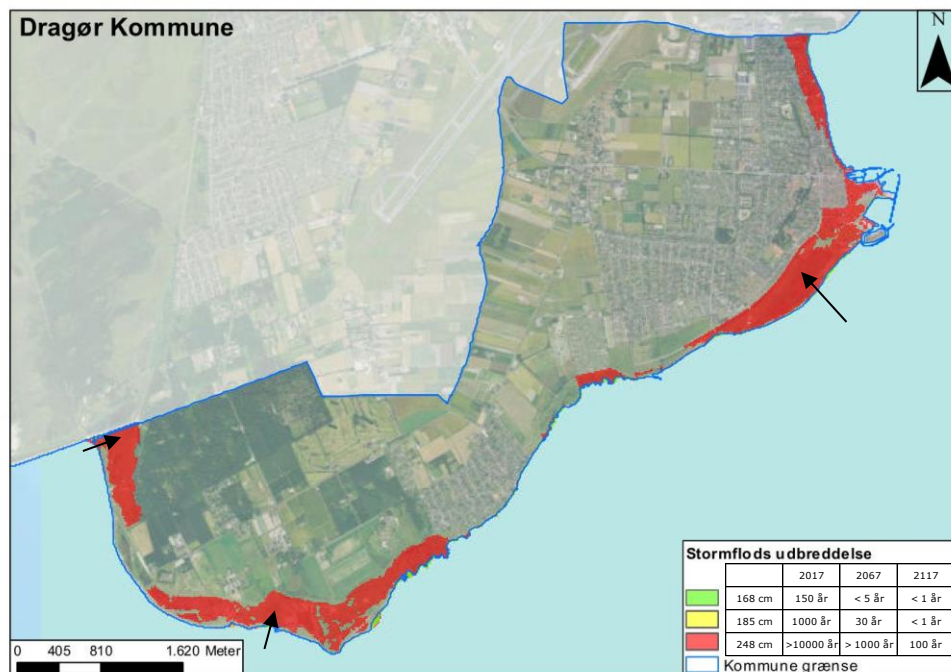 Dragør Kommune
N
Stormflods udbreddelse
2017 2067 2117
168 cm 150 år < 5 år < 1 år
185 cm 1000 år 30 år < 1 år
248 cm >10000 år > 1000 år 100 år
Kommune grænse
0 405 810 1.620 Meter